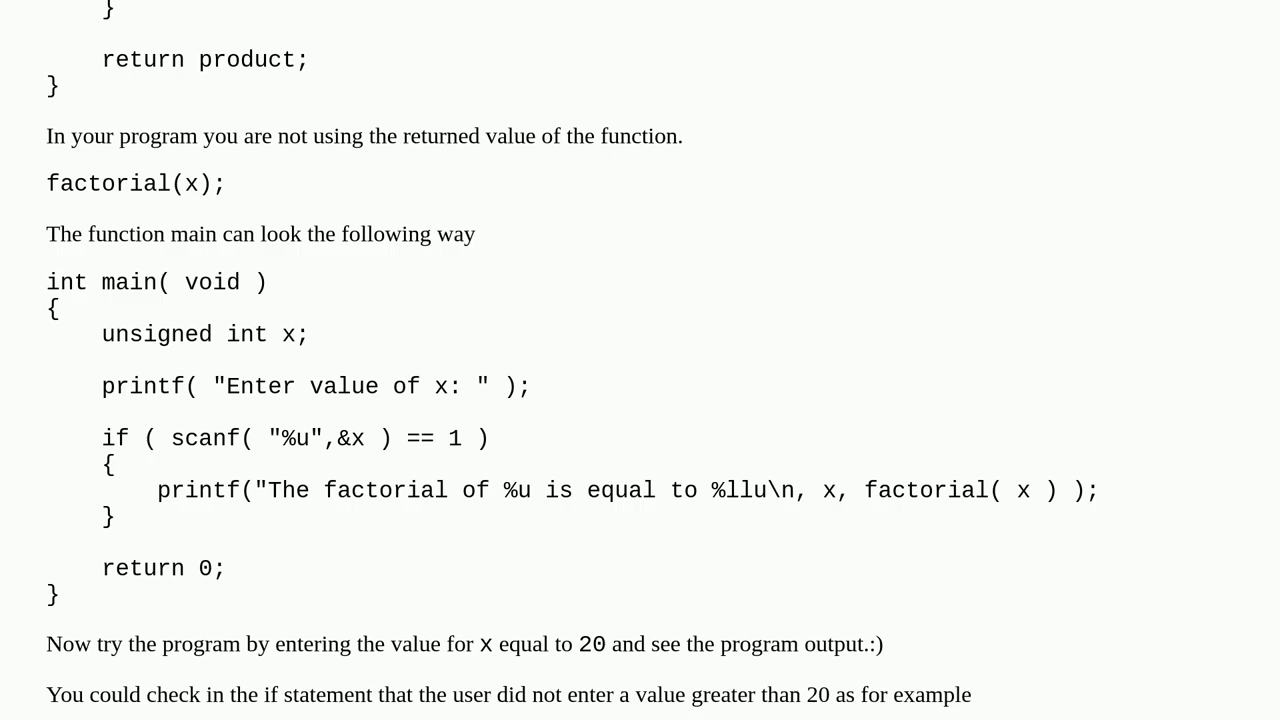 }
    return product;
}
In your program you are not using the returned value of the function.
factorial(x);
The function main can look the following way
int main( void )
{
    unsigned int x;
    printf( "Enter value of x: " );
    if ( scanf( "%u",&x ) == 1 )
    {
        printf("The factorial of %u is equal to %llu\n, x, factorial( x ) );
    }
    return 0;
}
Now try the program by entering the value for x equal to 20 and see the program output.:)
You could check in the if statement that the user did not enter a value greater than 20 as for example